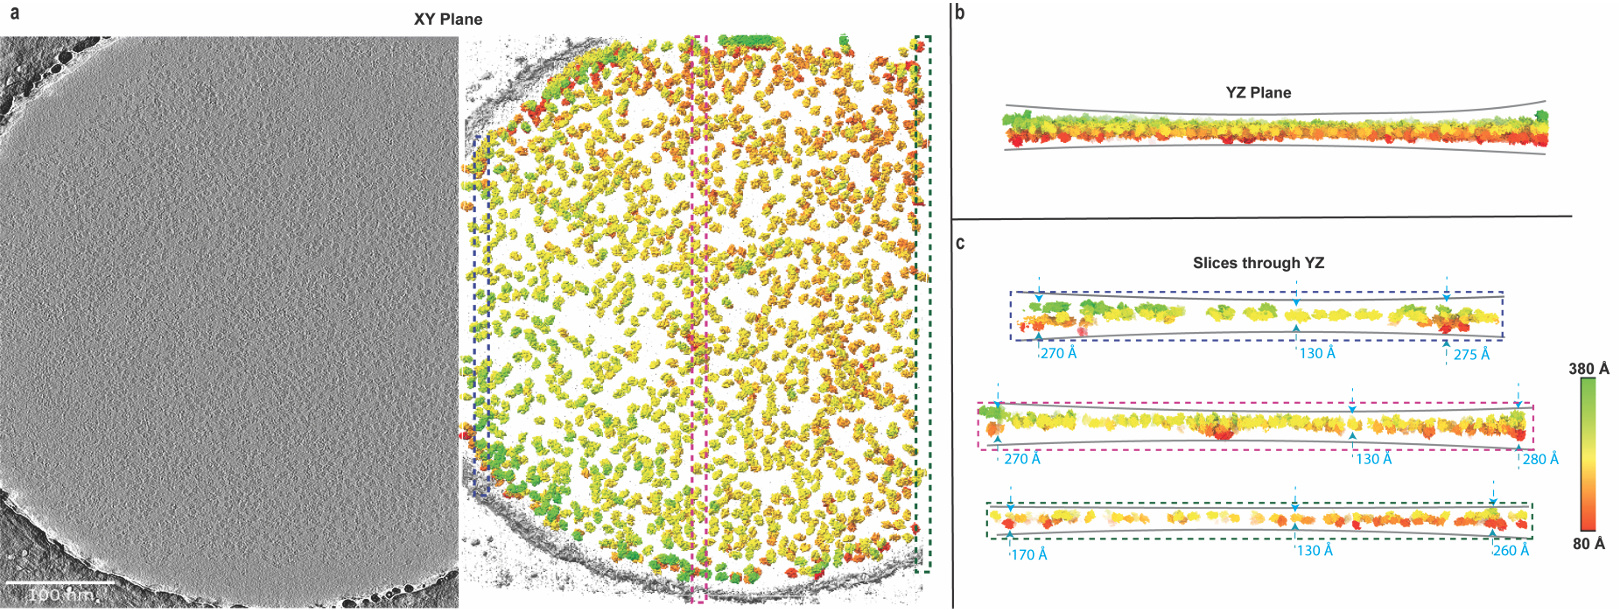 a
XY Plane
100 nm
b
YZ Plane
c
Slices through YZ
270 Å
130 Å
275 Å
380 Å
270 Å
130 Å
280 Å
170 Å
130 Å
260 Å
80 Å